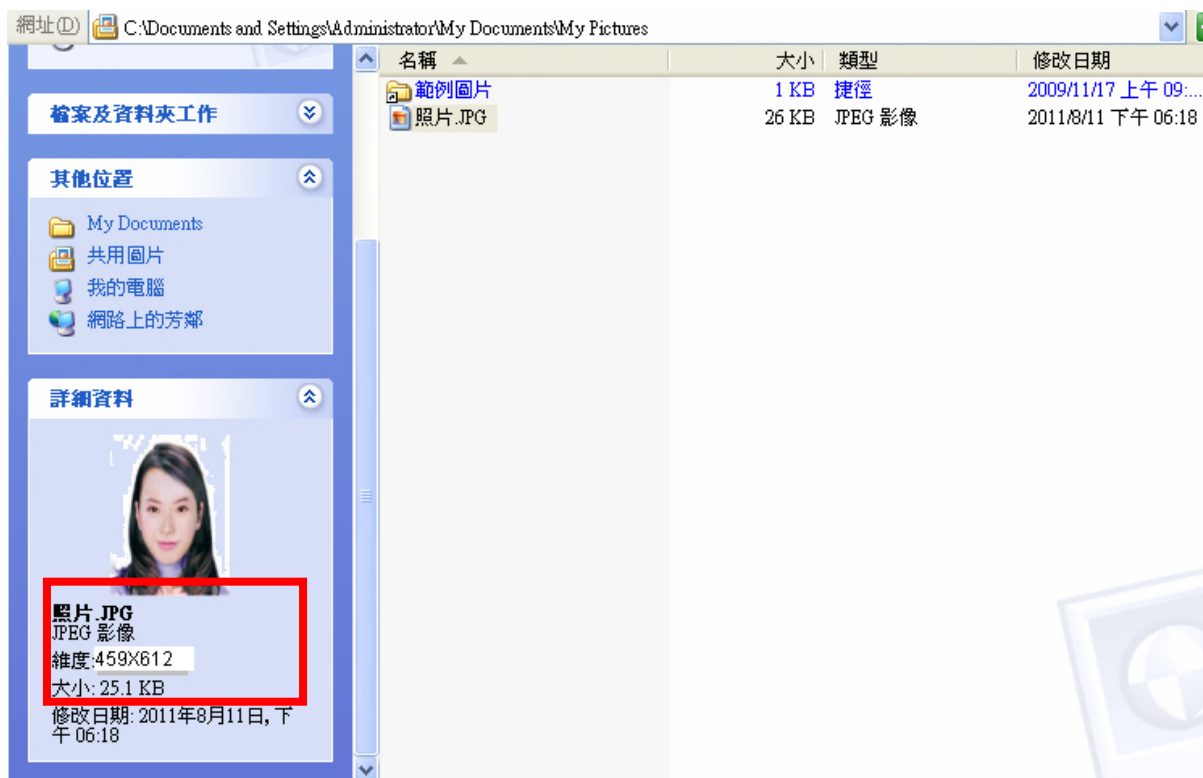 網址(D) C:\Documents and Settings\Administrator\My Documents\My Pictures
名稱 大小 類型 修改日期
範例圖片 1 KB 捷徑 2009/11/17 上午 09:...
照片.JPG 26 KB JPEG 影像 2011/8/11 下午 06:18
檔案及資料夾工作
其他位置
My Documents
共用圖片
我的電腦
網路上的芳鄰
詳細資料
照片.JPG
JPEG 影像
維度:459X612
大小: 25.1 KB
修改日期: 2011年8月11日, 下
午 06:18